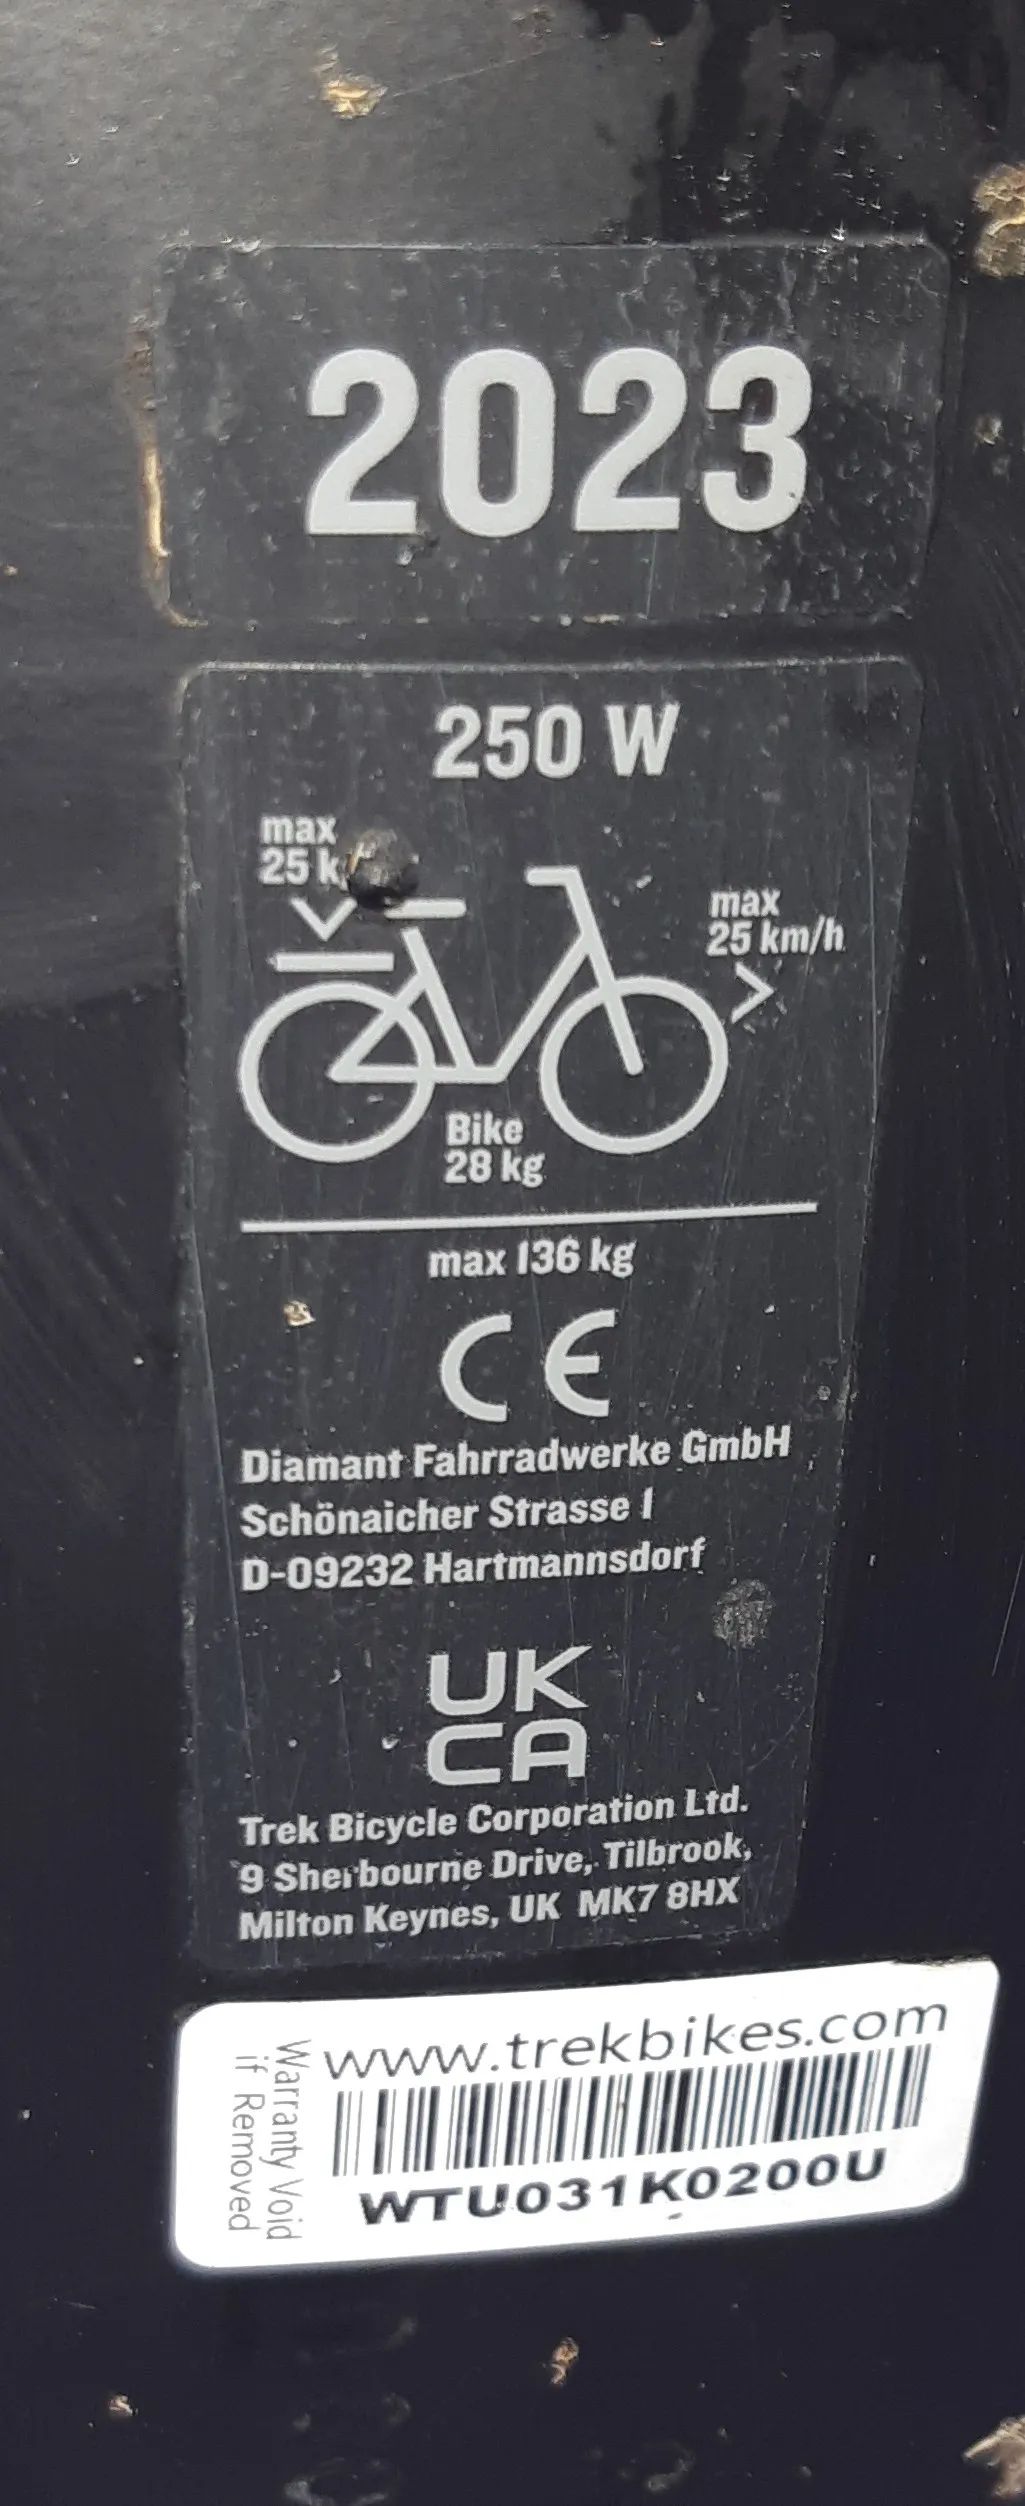 2023
250 W
max
25 k
max
25 km/h
Bike
28 kg
max 136 kg
CE
Diamant Fahrradwerke GmbH
Schönaicher Strasse 1
D-09232 Hartmannsdorf
UK
CA
Trek Bicycle Corporation Ltd.
9 Sherbourne Drive, Tilbrook,
Milton Keynes, UK MK7 8HX
www.trekbikes.com
WTU031K0200U
Warranty Void
if Removed